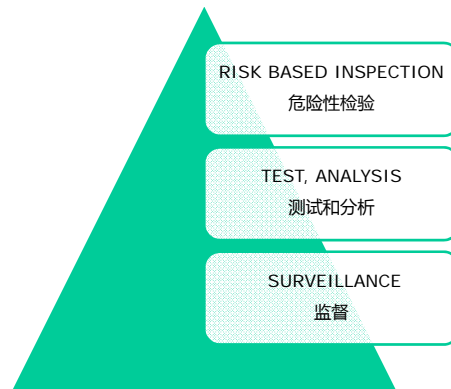 RISK BASED INSPECTION
危险性检验
TEST, ANALYSIS
测试和分析
SURVEILLANCE
监督